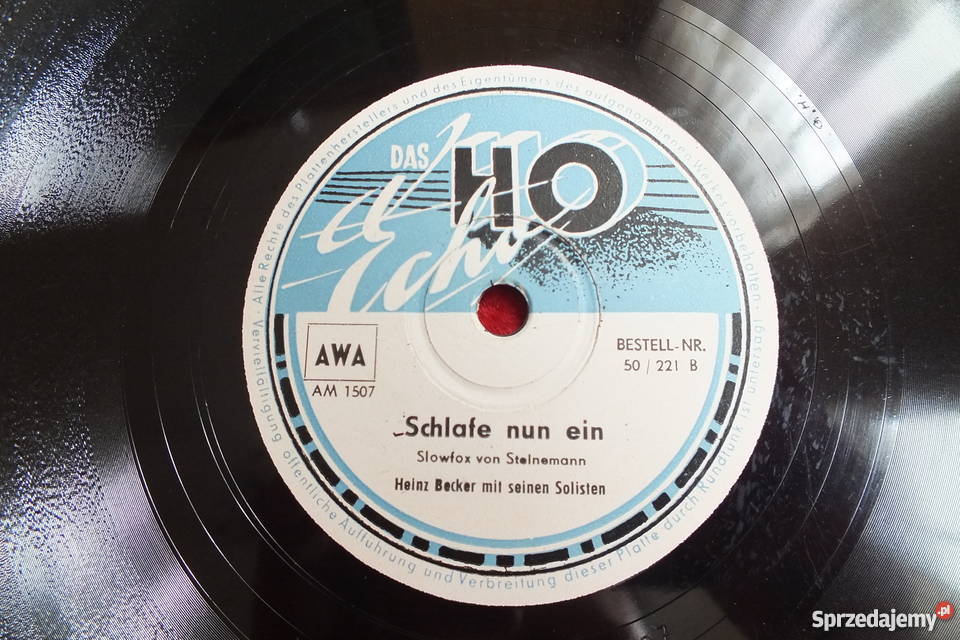 Alle Rechte des Plattenherstellers und des Eigentümers des aufgenommenen Werkes vorbehalten ·
DAS HO
Echo
AWA
AM 1507
BESTELL-NR.
50 / 221 B
Schlafe nun ein
Slowfox von Steinemann
Heinz Becker mit seinen Solisten
Vervielfältigung öffentliche Aufführung und Verbreitung dieser Platte durch Rundfunk ist untersagt ·
Sprzedajemy.pl